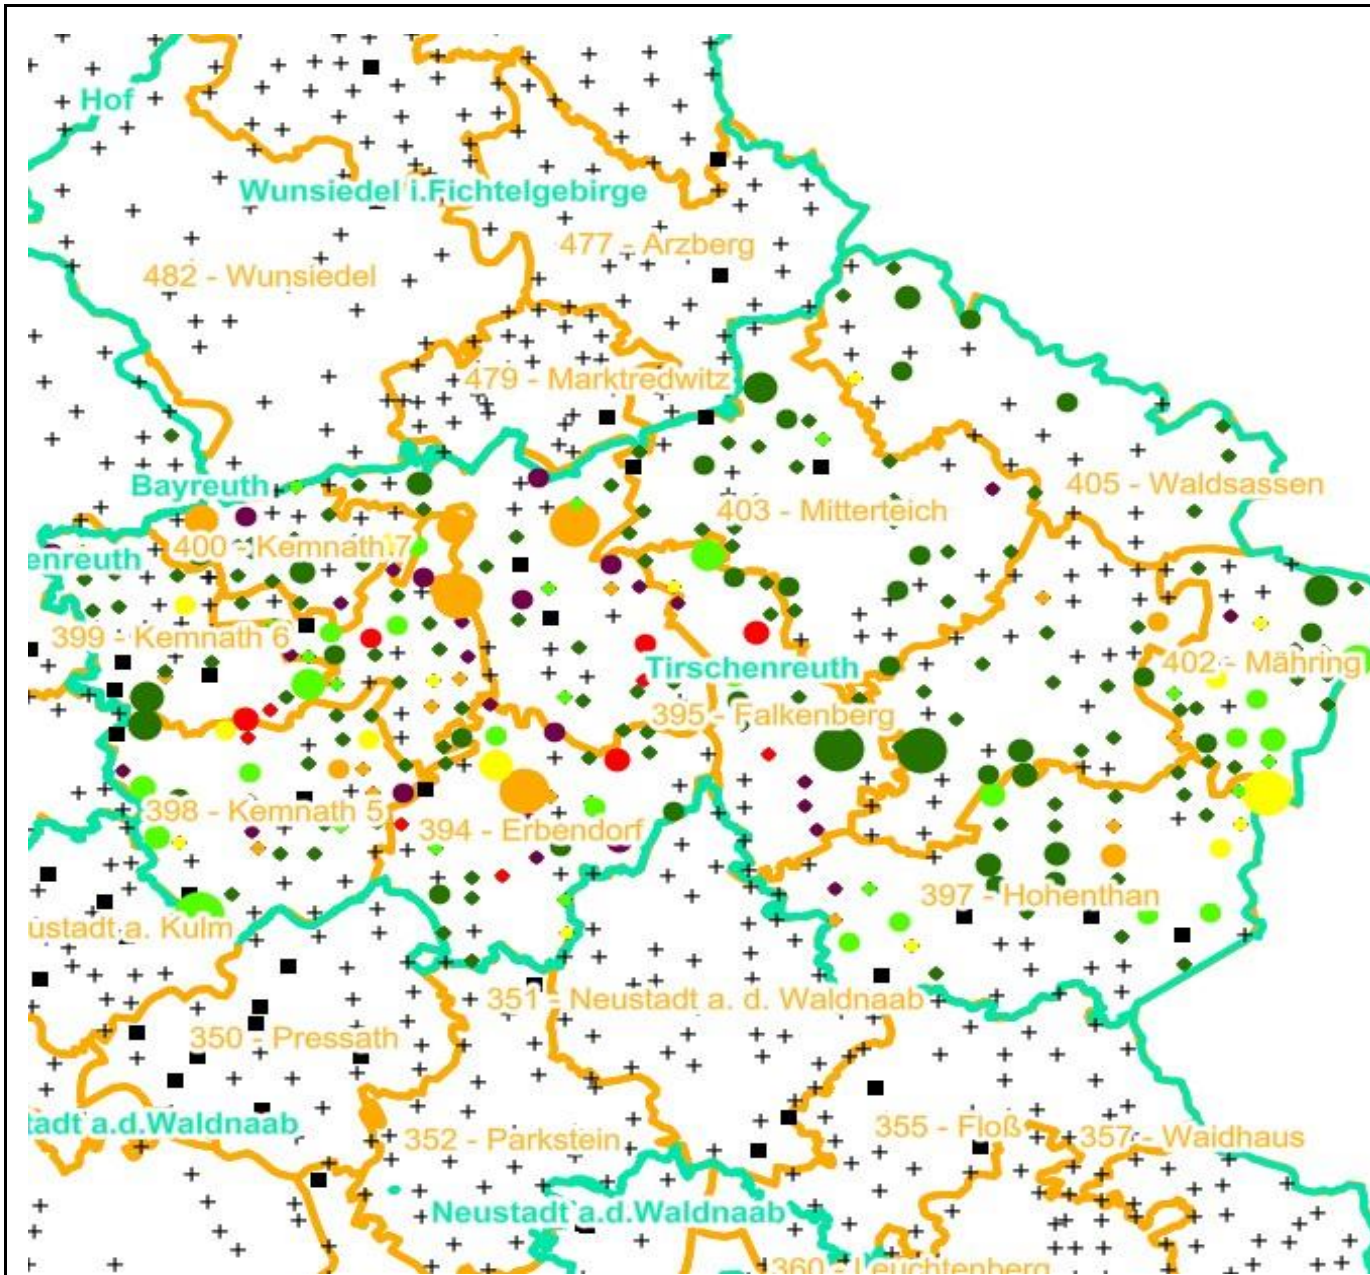 Hof
Wunsiedel i.Fichtelgebirge
477 - Arzberg
482 - Wunsiedel
479 - Marktredwitz
Bayreuth
405 - Waldsassen
403 - Mitterteich
400 - Kemnath 7
enreuth
399 - Kemnath 6
Tirschenreuth
402 - Mähring
395 - Falkenberg
398 - Kemnath 5
394 - Erbendorf
397 - Hohenthan
ustadt a. Kulm
351 - Neustadt a. d. Waldnaab
350 - Pressath
tadt a.d.Waldnaab
352 - Parkstein
355 - Floß
357 - Waidhaus
Neustadt a.d.Waldnaab
360 - Leuchtenberg